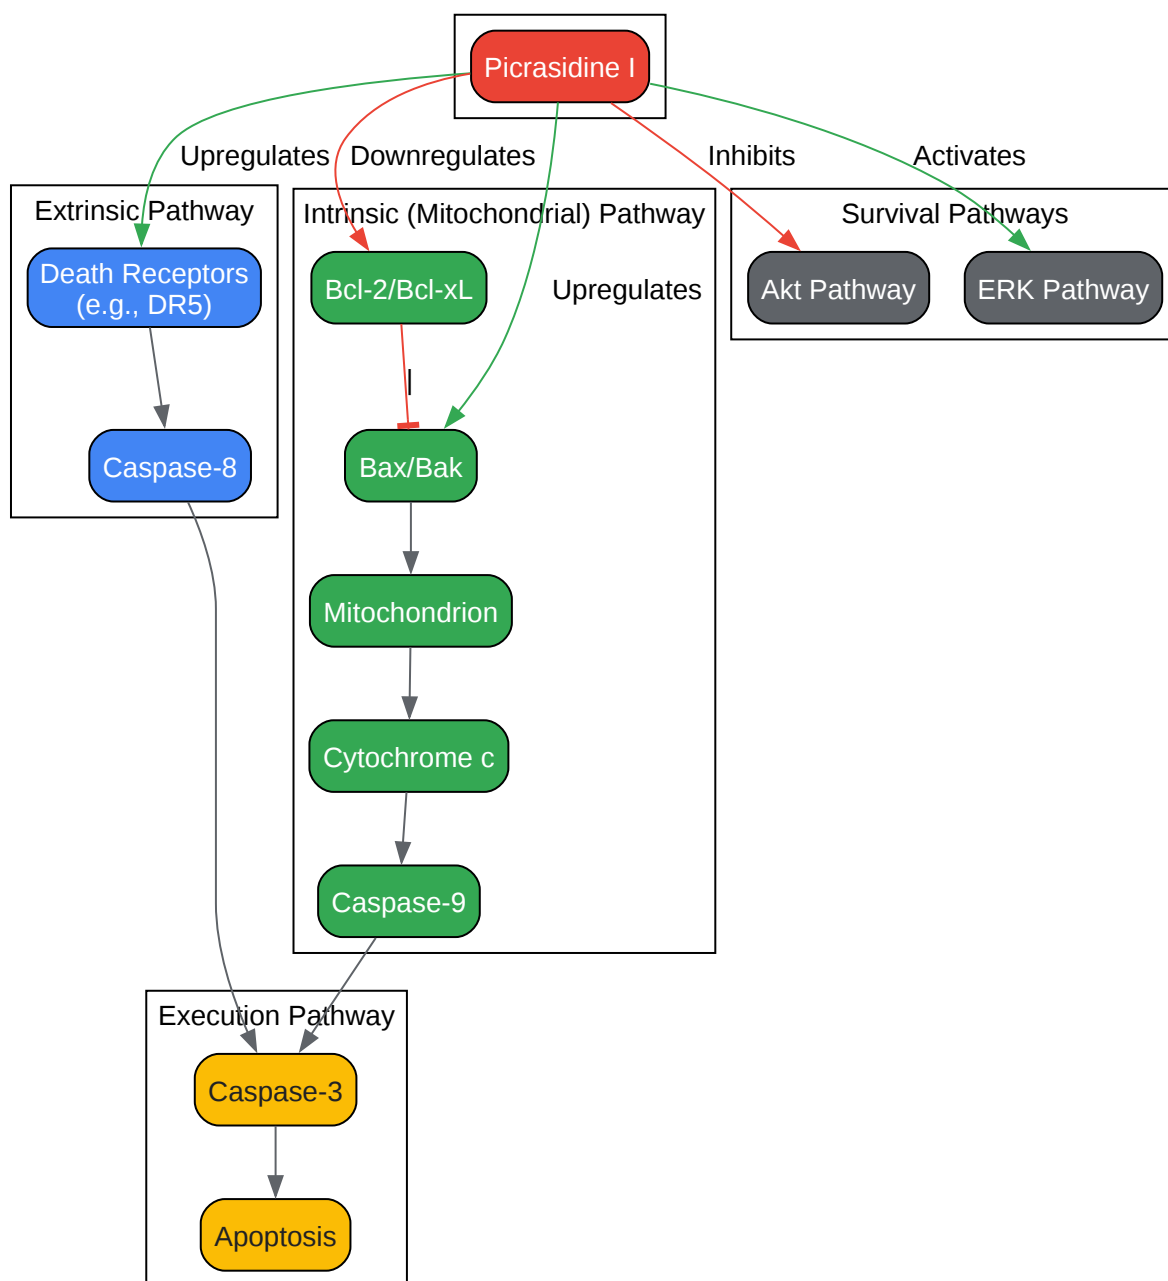 Picrasidine I
Upregulates
Downregulates
Inhibits
Activates
Extrinsic Pathway
Intrinsic (Mitochondrial) Pathway
Survival Pathways
Death Receptors
(e.g., DR5)
Bcl-2/Bcl-xL
Upregulates
Akt Pathway
ERK Pathway
|
Caspase-8
Bax/Bak
Mitochondrion
Cytochrome c
Caspase-9
Execution Pathway
Caspase-3
Apoptosis